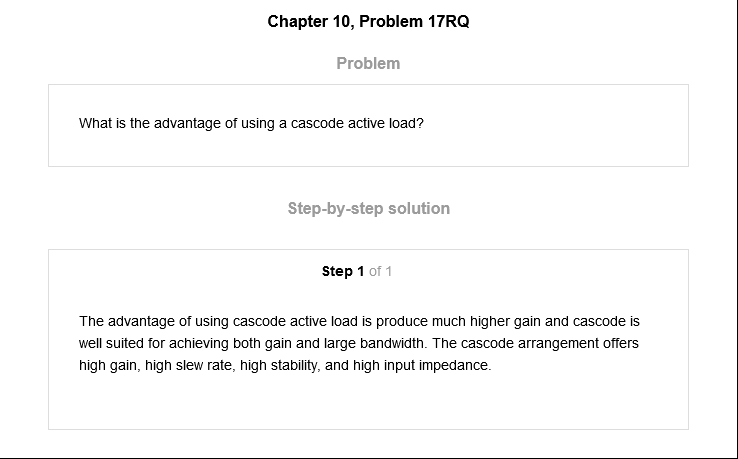 Chapter 10, Problem 17RQ
Problem
What is the advantage of using a cascode active load?
Step-by-step solution
Step 1 of 1
The advantage of using cascode active load is produce much higher gain and cascode is
well suited for achieving both gain and large bandwidth. The cascode arrangement offers
high gain, high slew rate, high stability, and high input impedance.